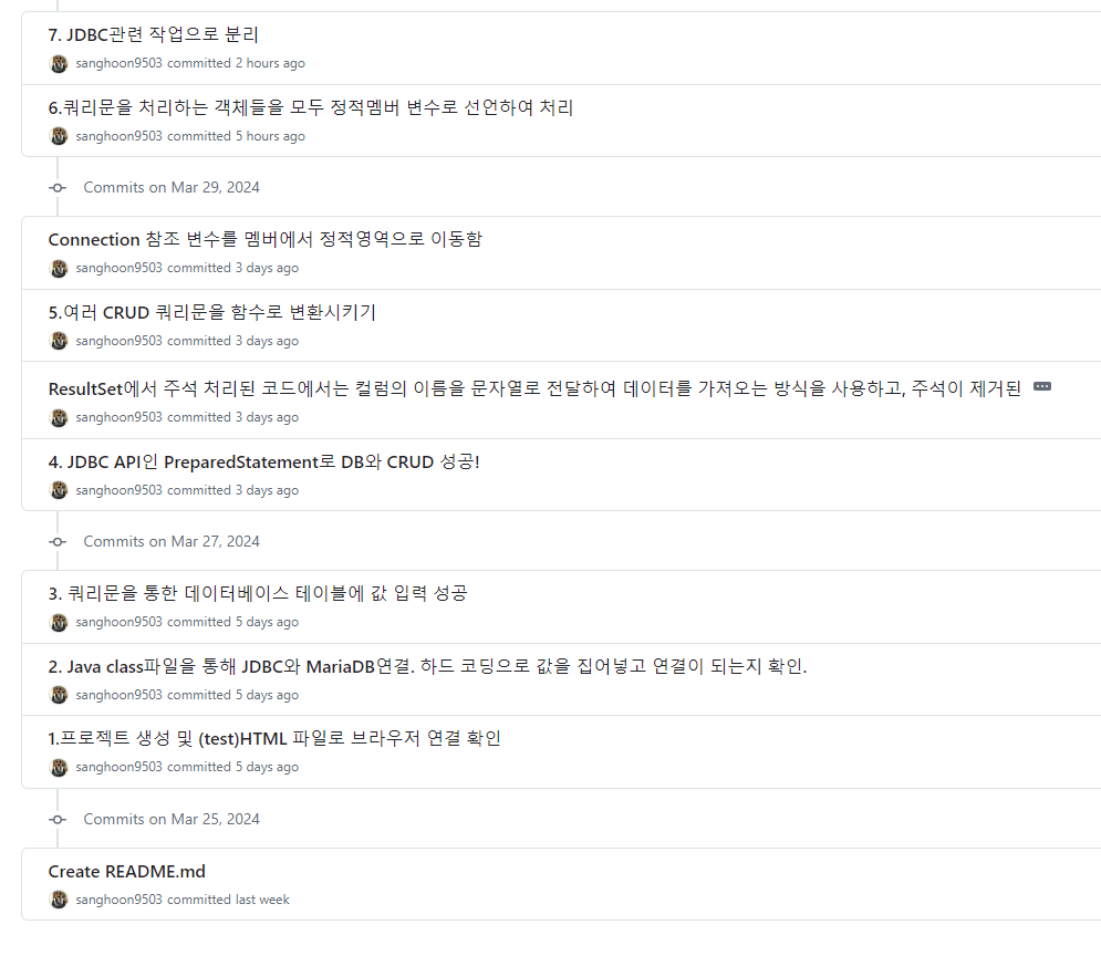 7. JDBC관련 작업으로 분리
sanghoon9503 committed 2 hours ago
6.쿼리문을 처리하는 객체들을 모두 정적멤버 변수로 선언하여 처리
sanghoon9503 committed 5 hours ago
Commits on Mar 29, 2024
Connection 참조 변수를 멤버에서 정적영역으로 이동함
sanghoon9503 committed 3 days ago
5.여러 CRUD 쿼리문을 함수로 변환시키기
sanghoon9503 committed 3 days ago
ResultSet에서 주석 처리된 코드에서는 컬럼의 이름을 문자열로 전달하여 데이터를 가져오는 방식을 사용하고, 주석이 제거된
sanghoon9503 committed 3 days ago
4. JDBC API인 PreparedStatement로 DB와 CRUD 성공!
sanghoon9503 committed 3 days ago
Commits on Mar 27, 2024
3. 쿼리문을 통한 데이터베이스 테이블에 값 입력 성공
sanghoon9503 committed 5 days ago
2. Java class파일을 통해 JDBC와 MariaDB연결. 하드 코딩으로 값을 집어넣고 연결이 되는지 확인.
sanghoon9503 committed 5 days ago
1.프로젝트 생성 및 (test)HTML 파일로 브라우저 연결 확인
sanghoon9503 committed 5 days ago
Commits on Mar 25, 2024
Create README.md
sanghoon9503 committed last week